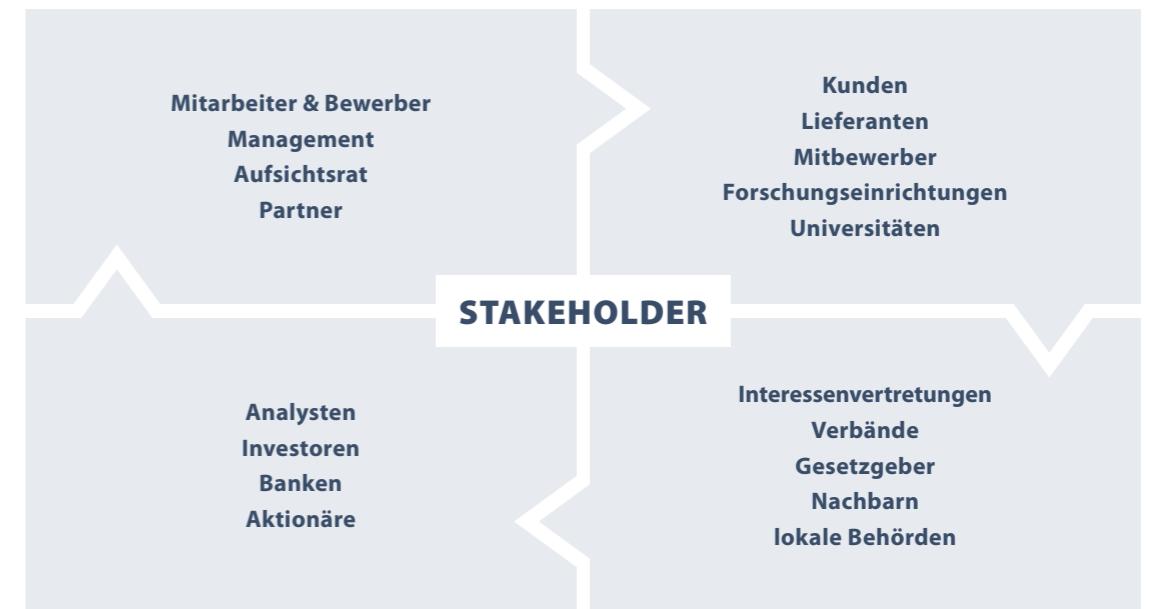 Mitarbeiter & Bewerber
Management
Aufsichtsrat
Partner
Kunden
Lieferanten
Mitbewerber
Forschungseinrichtungen
Universitäten
STAKEHOLDER
Analysten
Investoren
Banken
Aktionäre
Interessenvertretungen
Verbände
Gesetzgeber
Nachbarn
lokale Behörden